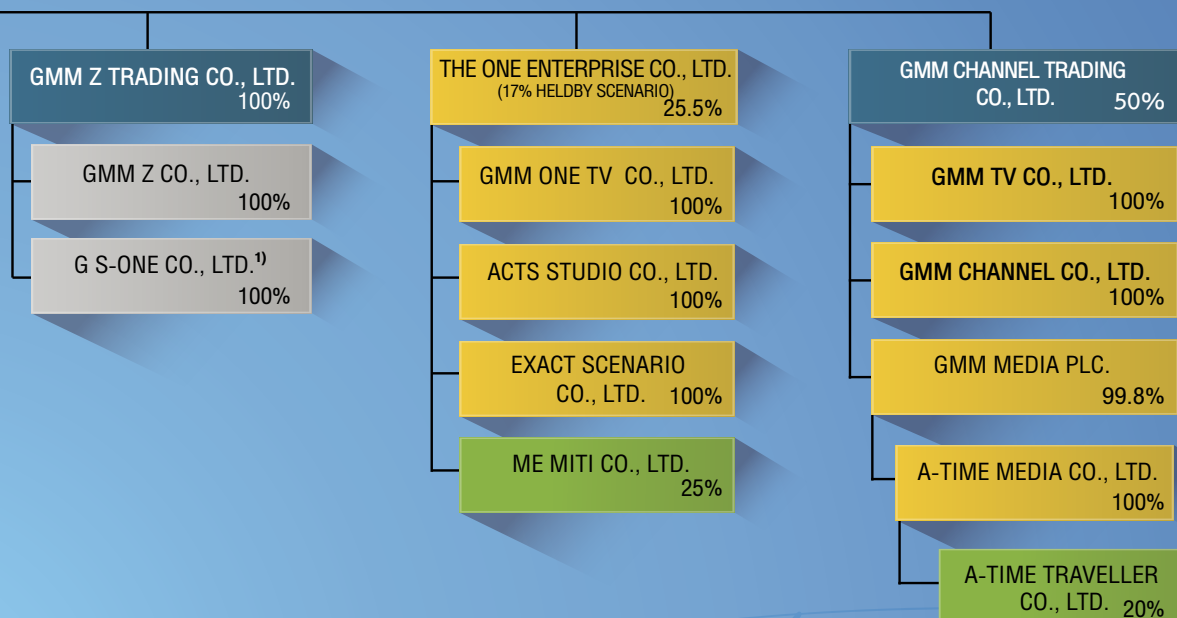 GMM Z TRADING CO., LTD.
100%
GMM Z CO., LTD.
100%
G S-ONE CO., LTD.¹⁾
100%
THE ONE ENTERPRISE CO., LTD.
(17% HELDBY SCENARIO)
25.5%
GMM ONE TV CO., LTD.
100%
ACTS STUDIO CO., LTD.
100%
EXACT SCENARIO
CO., LTD. 100%
ME MITI CO., LTD.
25%
GMM CHANNEL TRADING
CO., LTD. 50%
GMM TV CO., LTD.
100%
GMM CHANNEL CO., LTD.
100%
GMM MEDIA PLC.
99.8%
A-TIME MEDIA CO., LTD.
100%
A-TIME TRAVELLER
CO., LTD. 20%